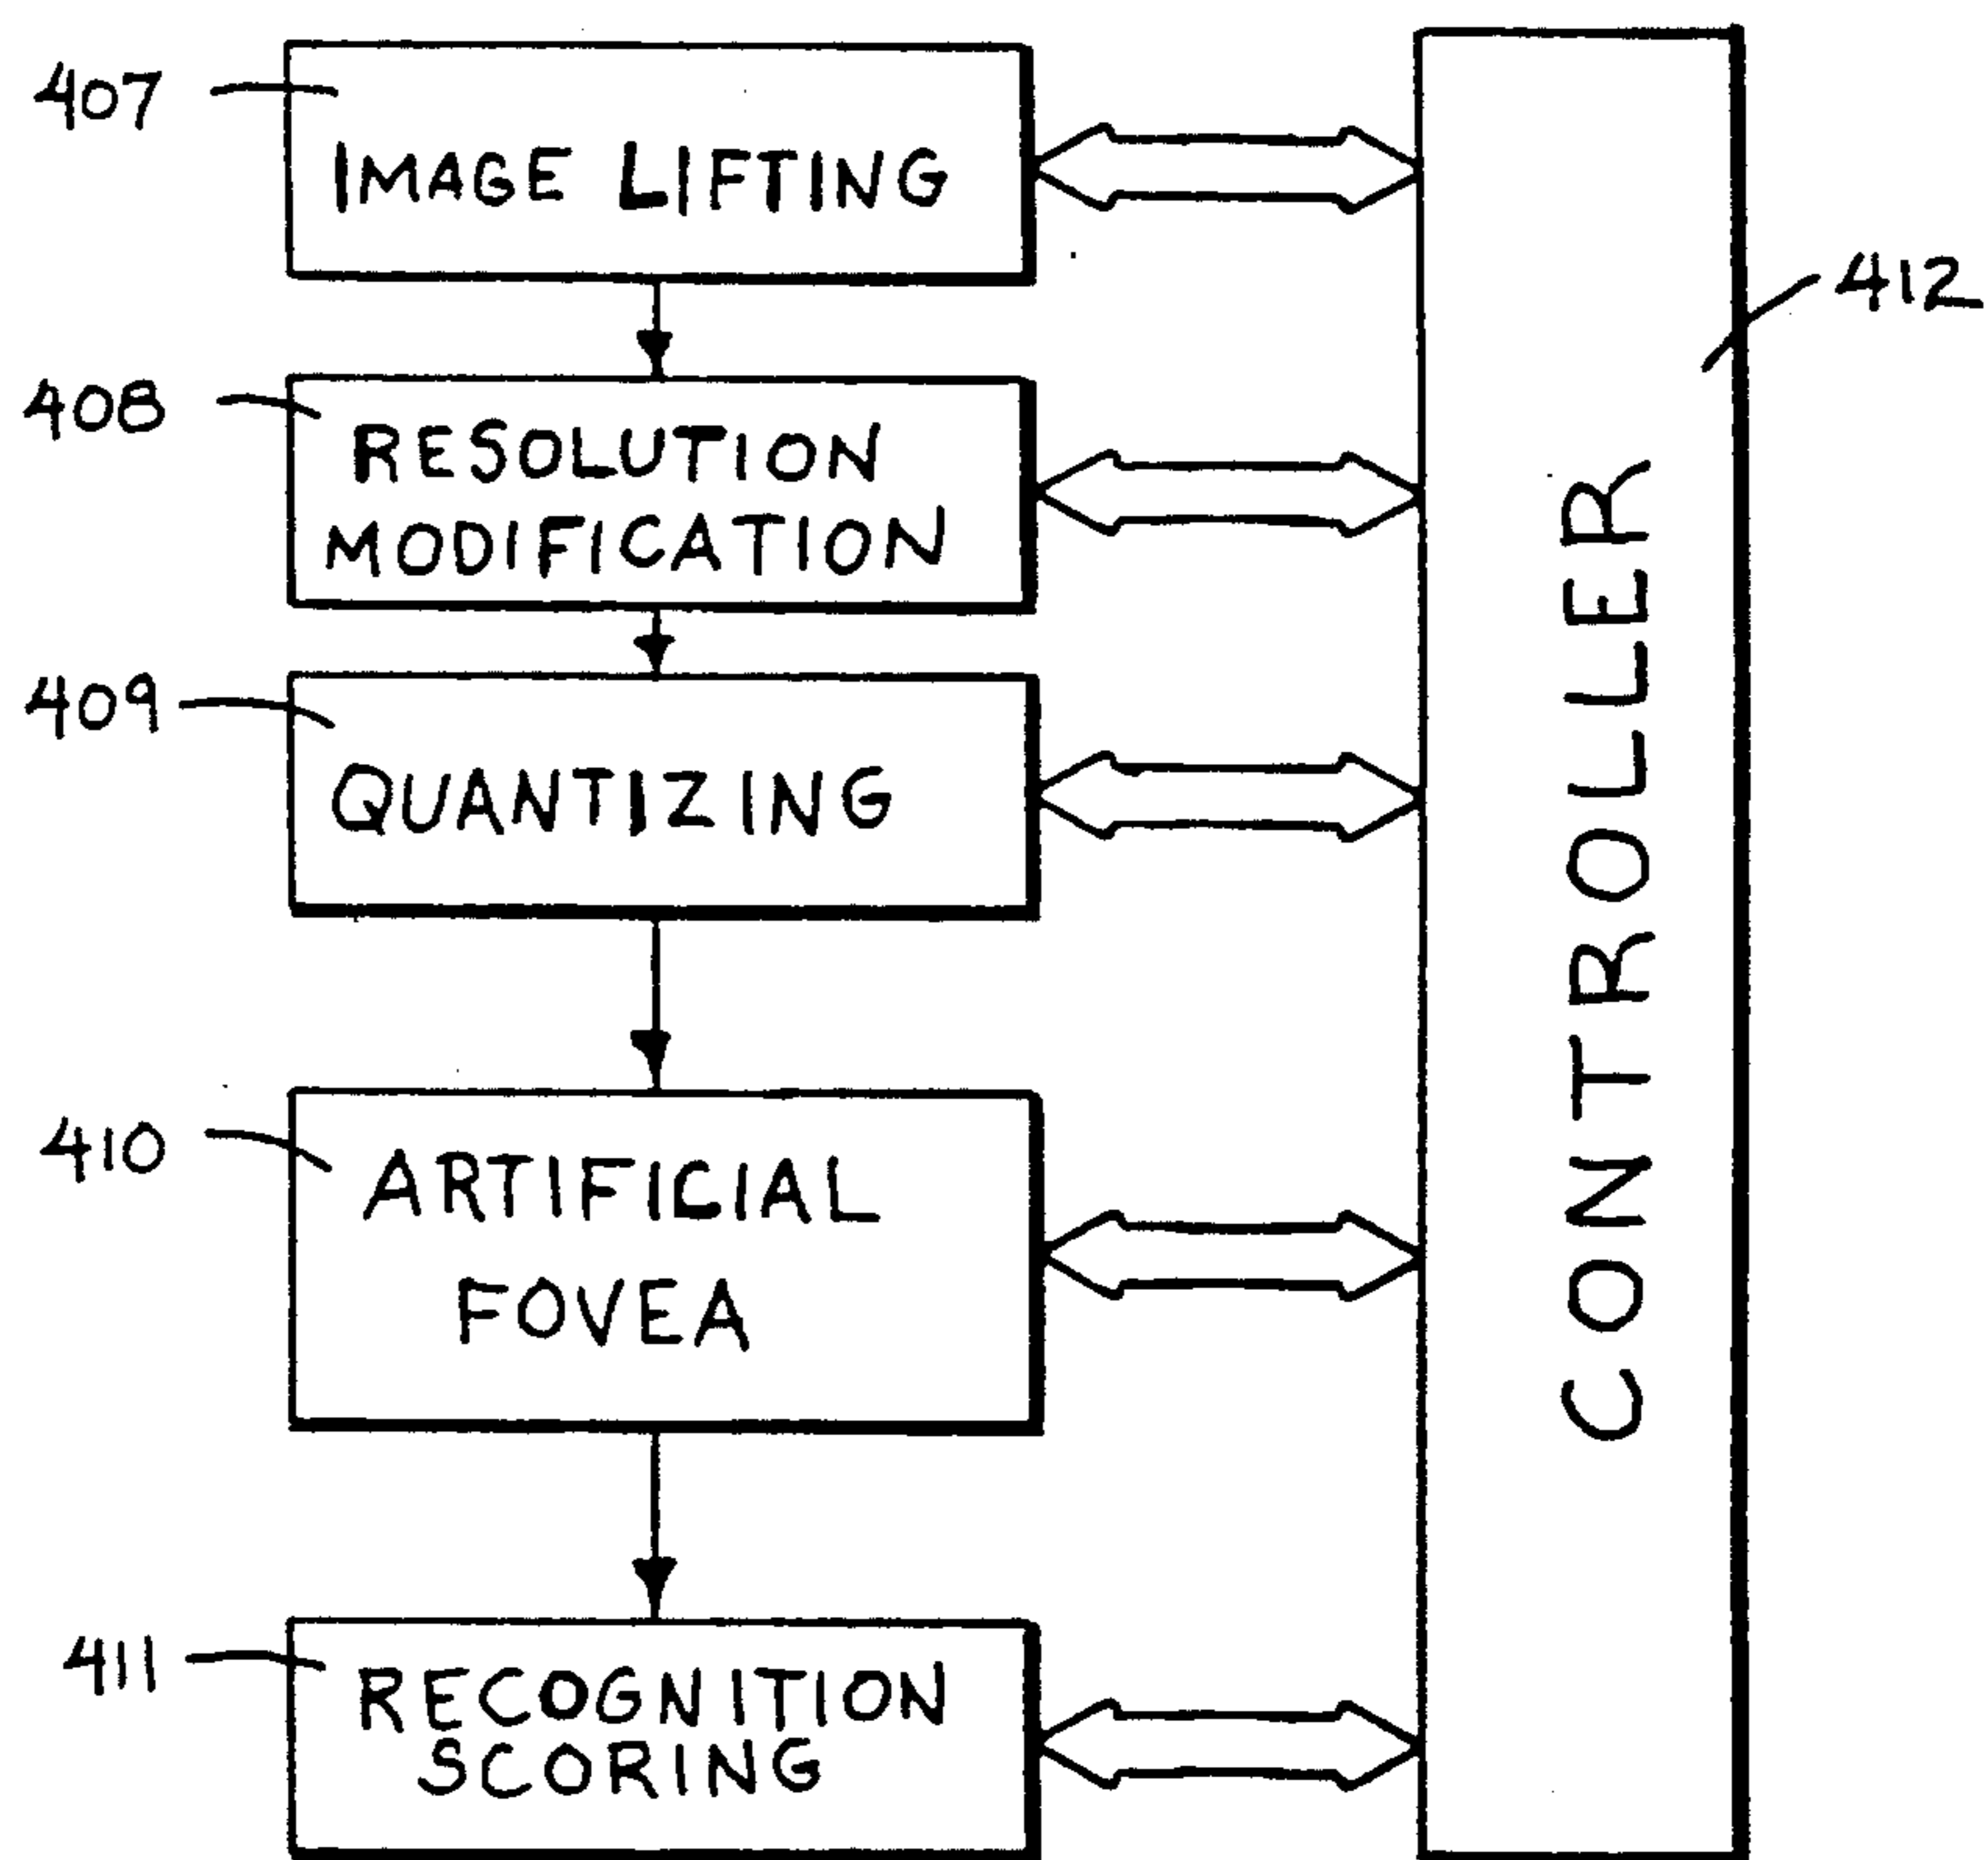 407
IMAGE LIFTING
412
408
RESOLUTION
MODIFICATION
409
QUANTIZING
CONTROLLER
410
ARTIFICIAL
FOVEA
411
RECOGNITION
SCORING